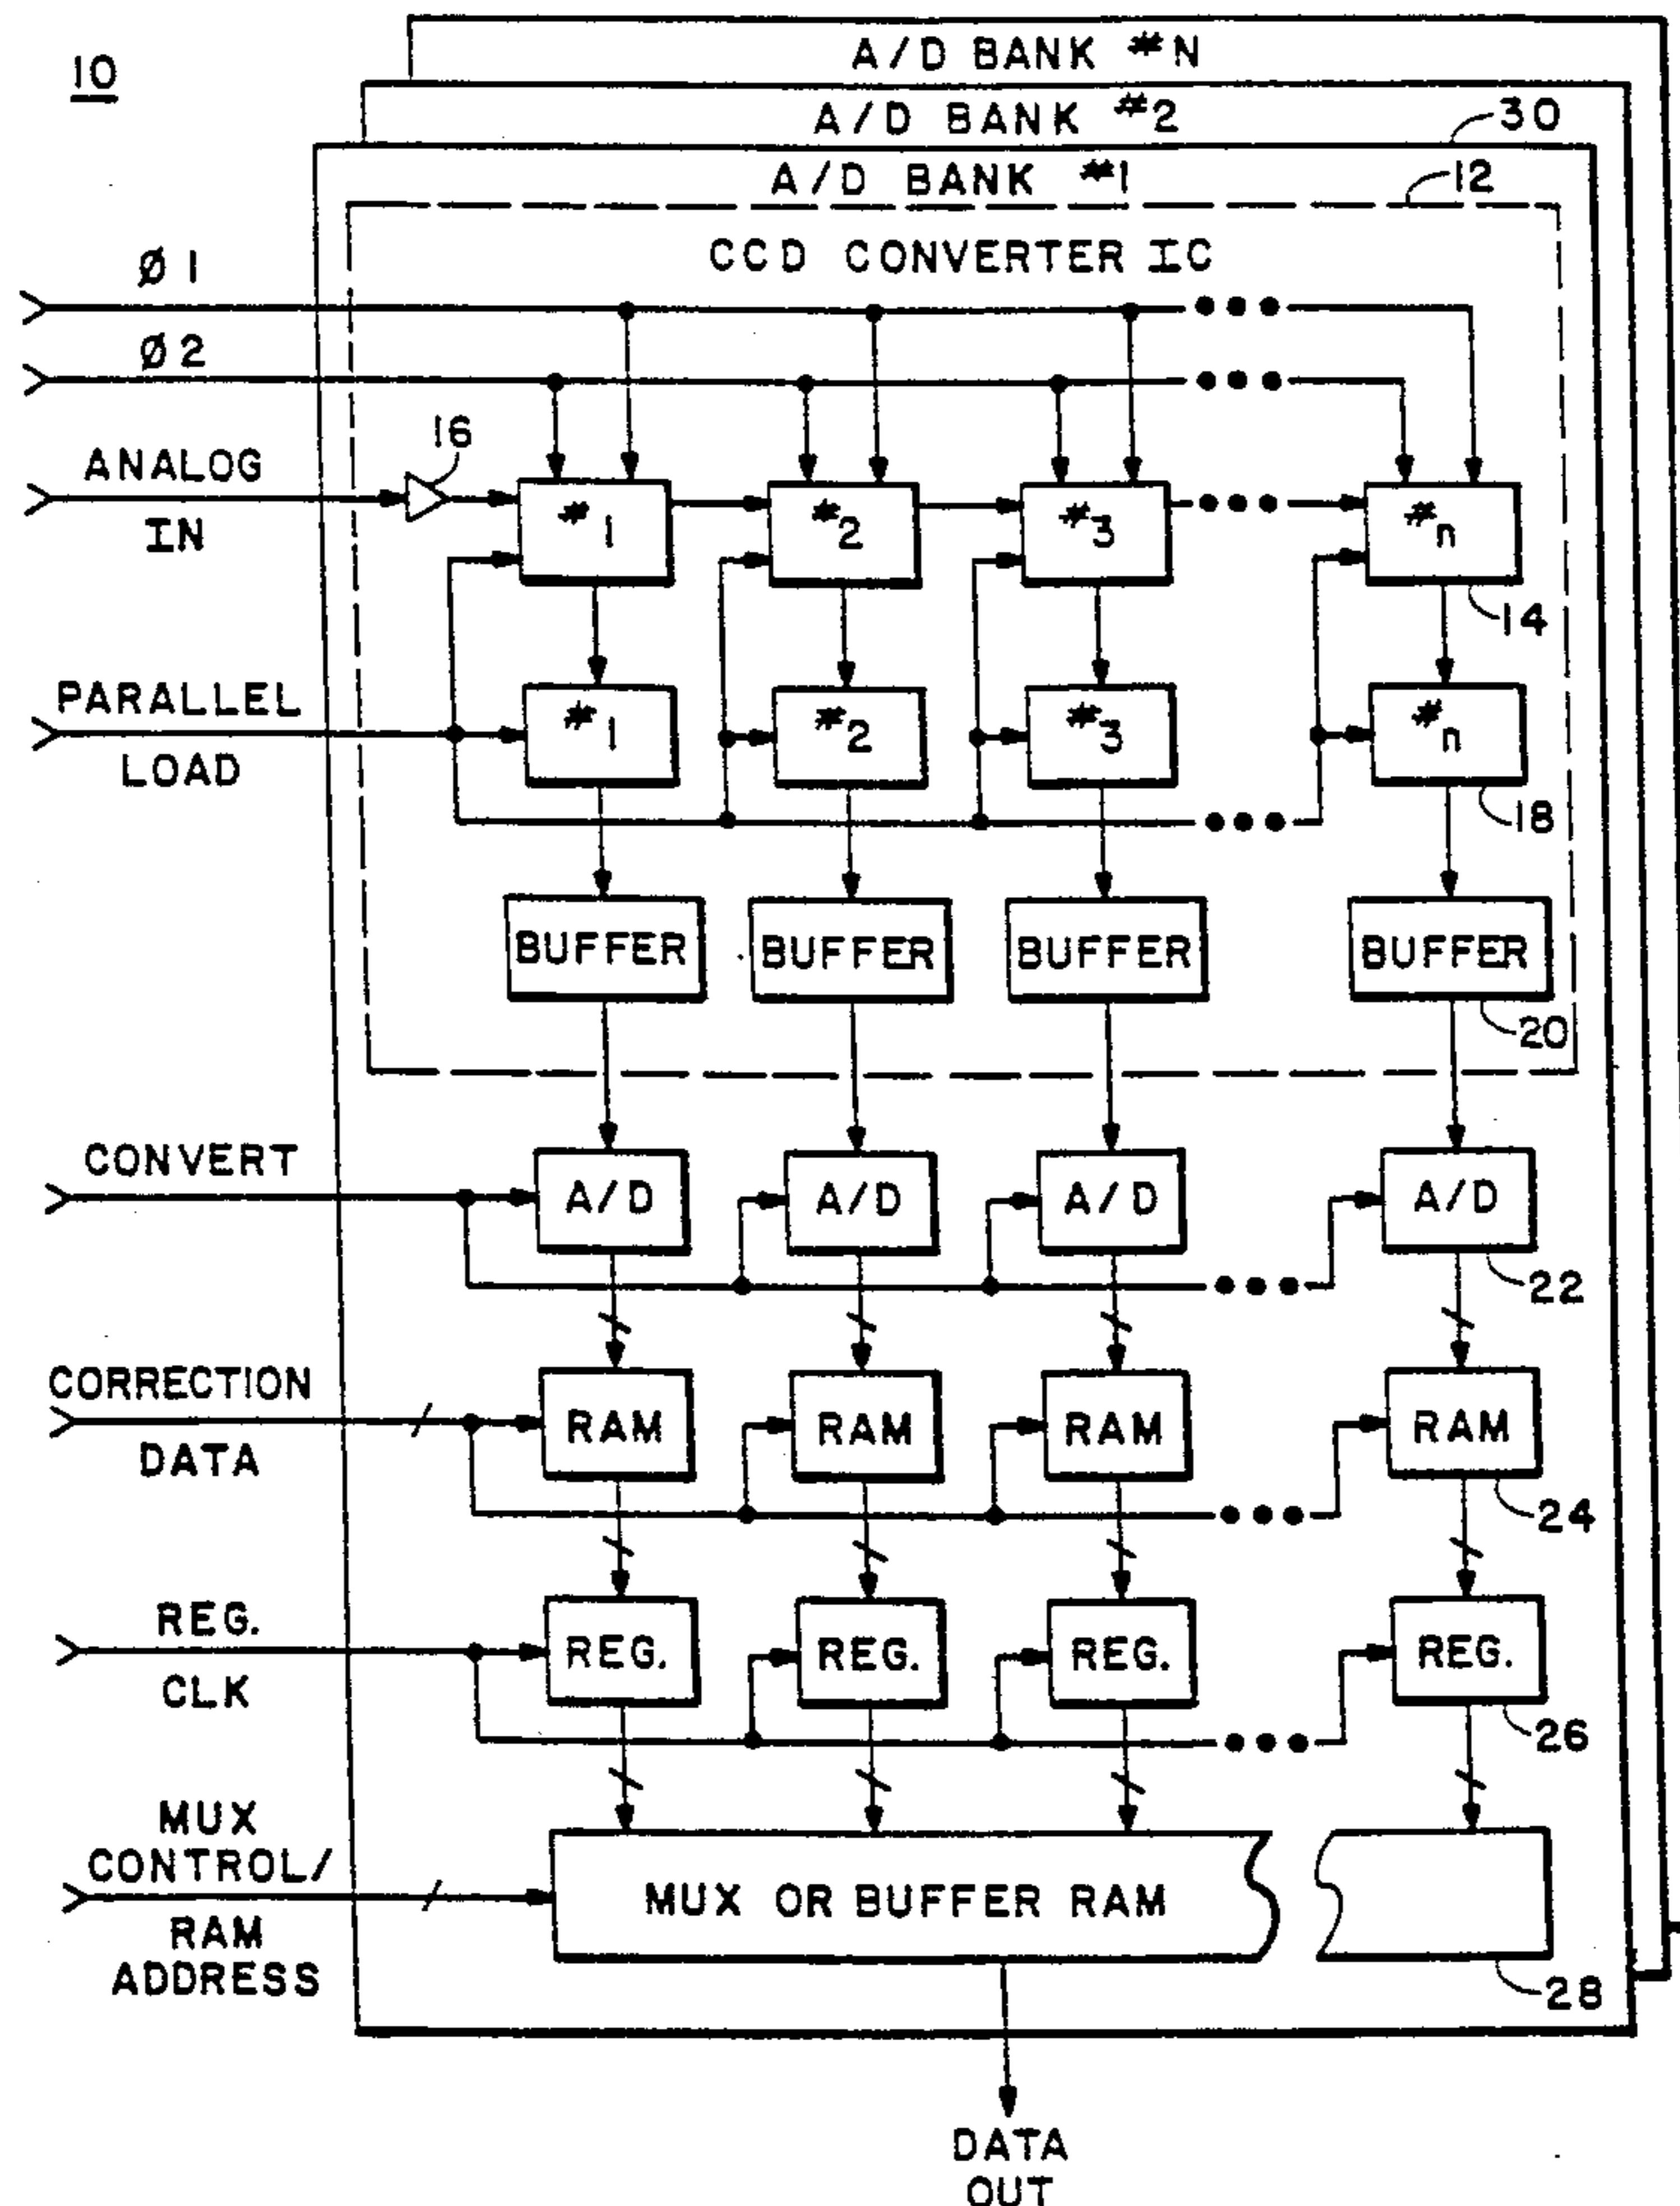 10
A/D BANK #N
A/D BANK #2
30
A/D BANK #1
12
CCD CONVERTER IC
Ø1
Ø2
16
ANALOG
IN
#1 #2 #3 #n
14
PARALLEL
LOAD
#1 #2 #3 #n
18
BUFFER BUFFER BUFFER BUFFER
20
CONVERT
A/D A/D A/D A/D
22
CORRECTION
DATA
RAM RAM RAM RAM
24
REG.
CLK
REG. REG. REG. REG.
26
MUX
CONTROL/
RAM
ADDRESS
MUX OR BUFFER RAM
28
DATA
OUT